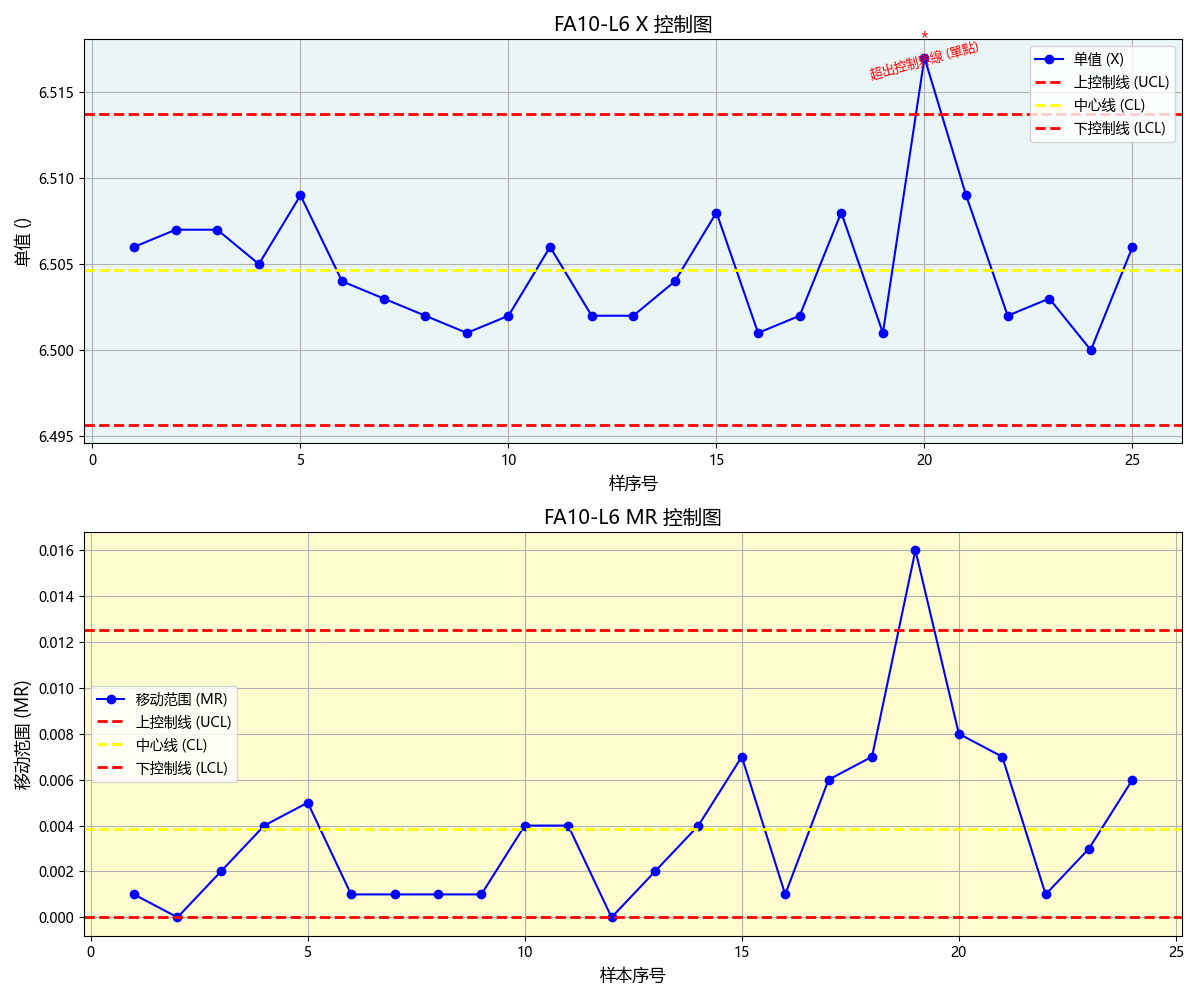 FA10-L6 X 控制图
*
超出控制界線 (單點)
单值 (X)
上控制线 (UCL)
中心线 (CL)
下控制线 (LCL)
单值 ()
6.515
6.510
6.505
6.500
6.495
0 5 10 15 20 25
样序号
FA10-L6 MR 控制图
移动范围 (MR)
0.016
0.014
0.012
0.010
0.008
0.006
0.004
0.002
0.000
移动范围 (MR)
上控制线 (UCL)
中心线 (CL)
下控制线 (LCL)
0 5 10 15 20 25
样本序号